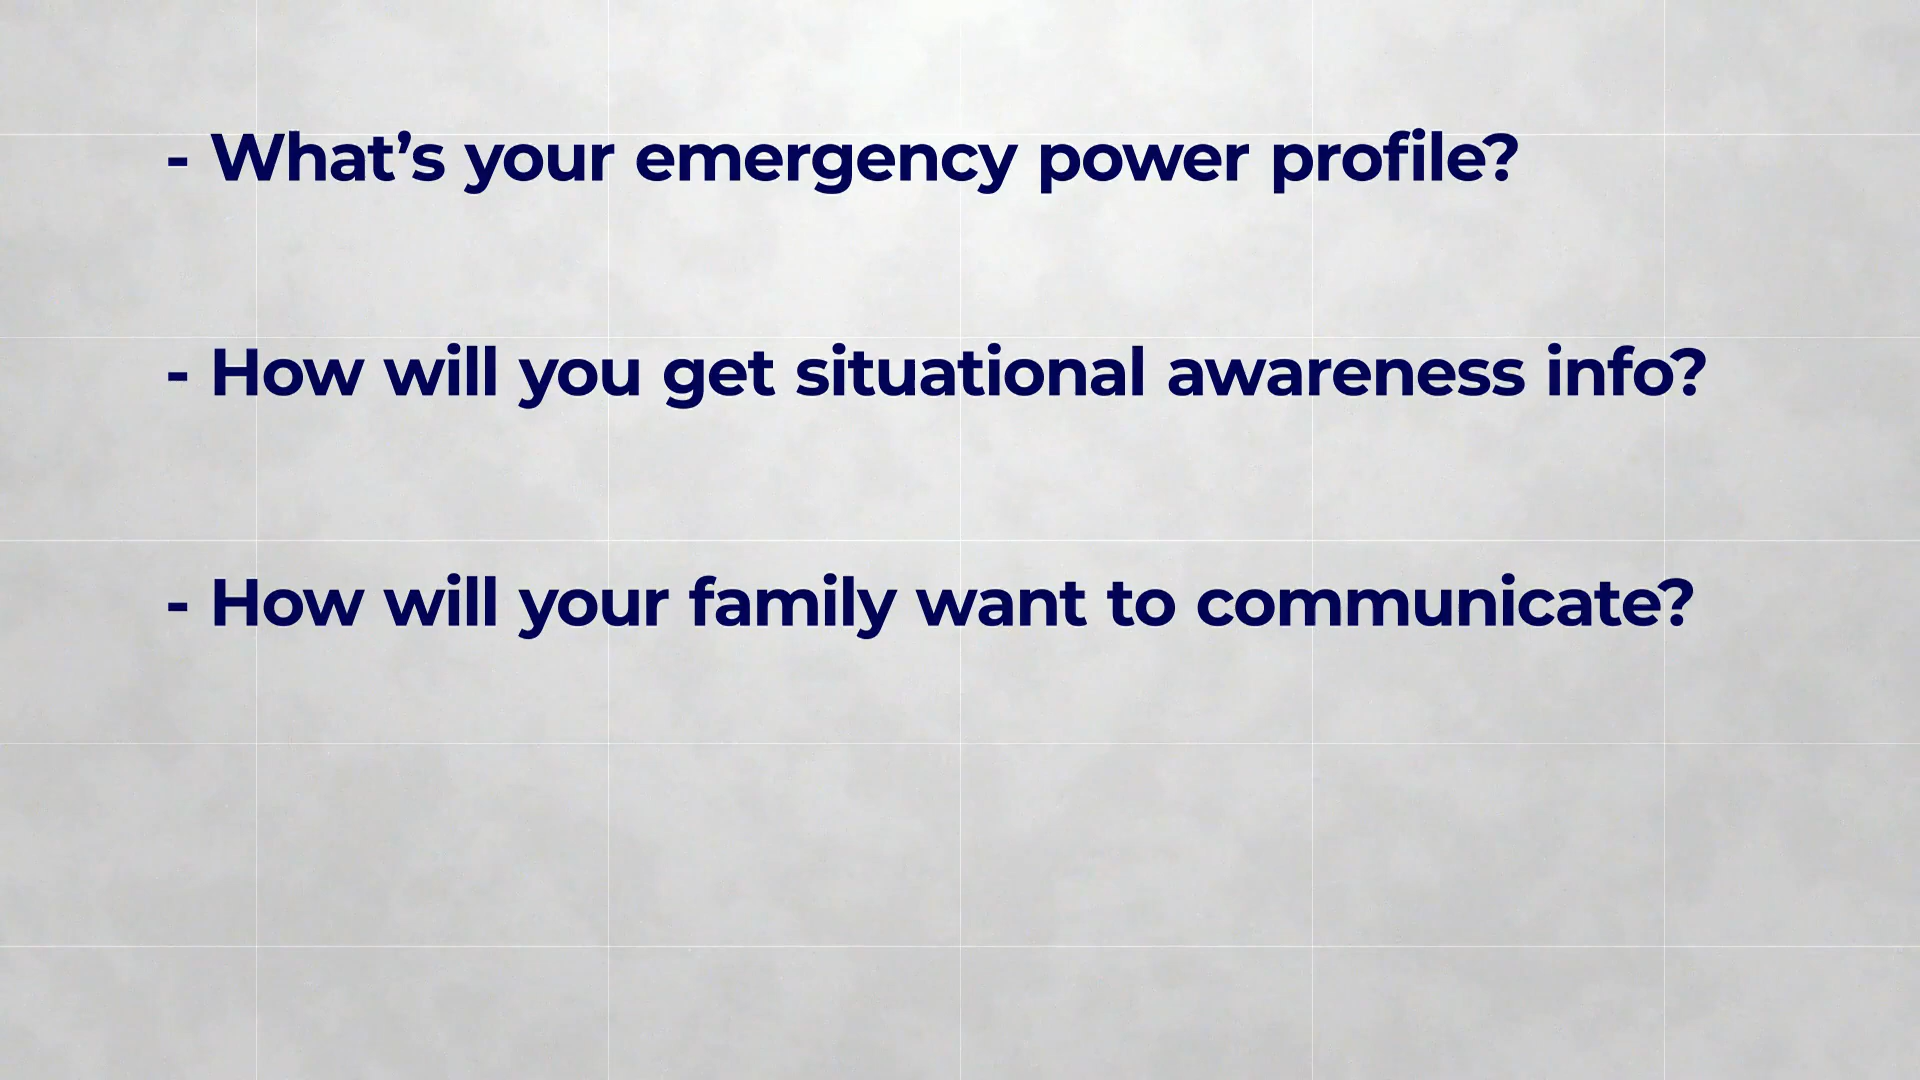 - What’s your emergency power profile?
- How will you get situational awareness info?
- How will your family want to communicate?